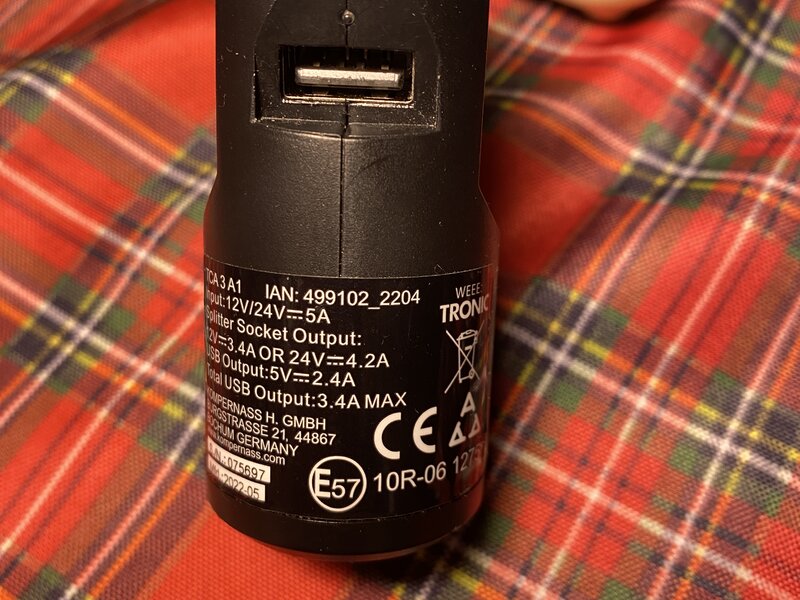 TCA 3 A1 IAN: 499102_2204
Input:12V/24V⎓5A
Splitter Socket Output:
12V⎓3.4A OR 24V⎓4.2A
USB Output:5V⎓2.4A
Total USB Output:3.4A MAX
KOMPERNASS H. GMBH
BURGSTRASSE 21, 44867
BOCHUM GERMANY
www.kompernass.com
075697
2022-05
WEEE-
TRONIC
CE
E57 10R-06